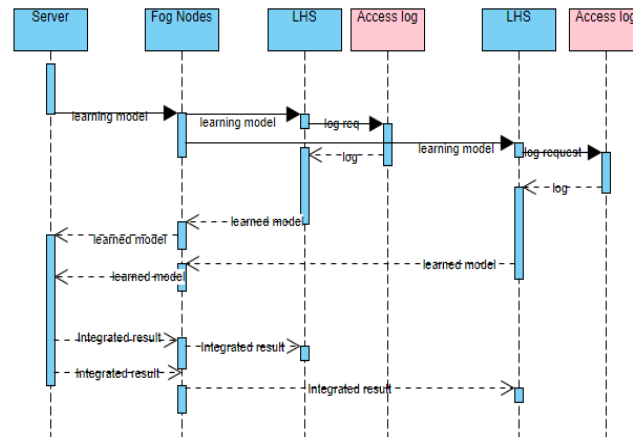 Server
Fog Nodes
LHS
Access log
LHS
Access log
learning model
learning model
log req
learning model
log request
log
log
learned model
learned model
learned model
learned model
Integrated result
Integrated result
Integrated result
Integrated result